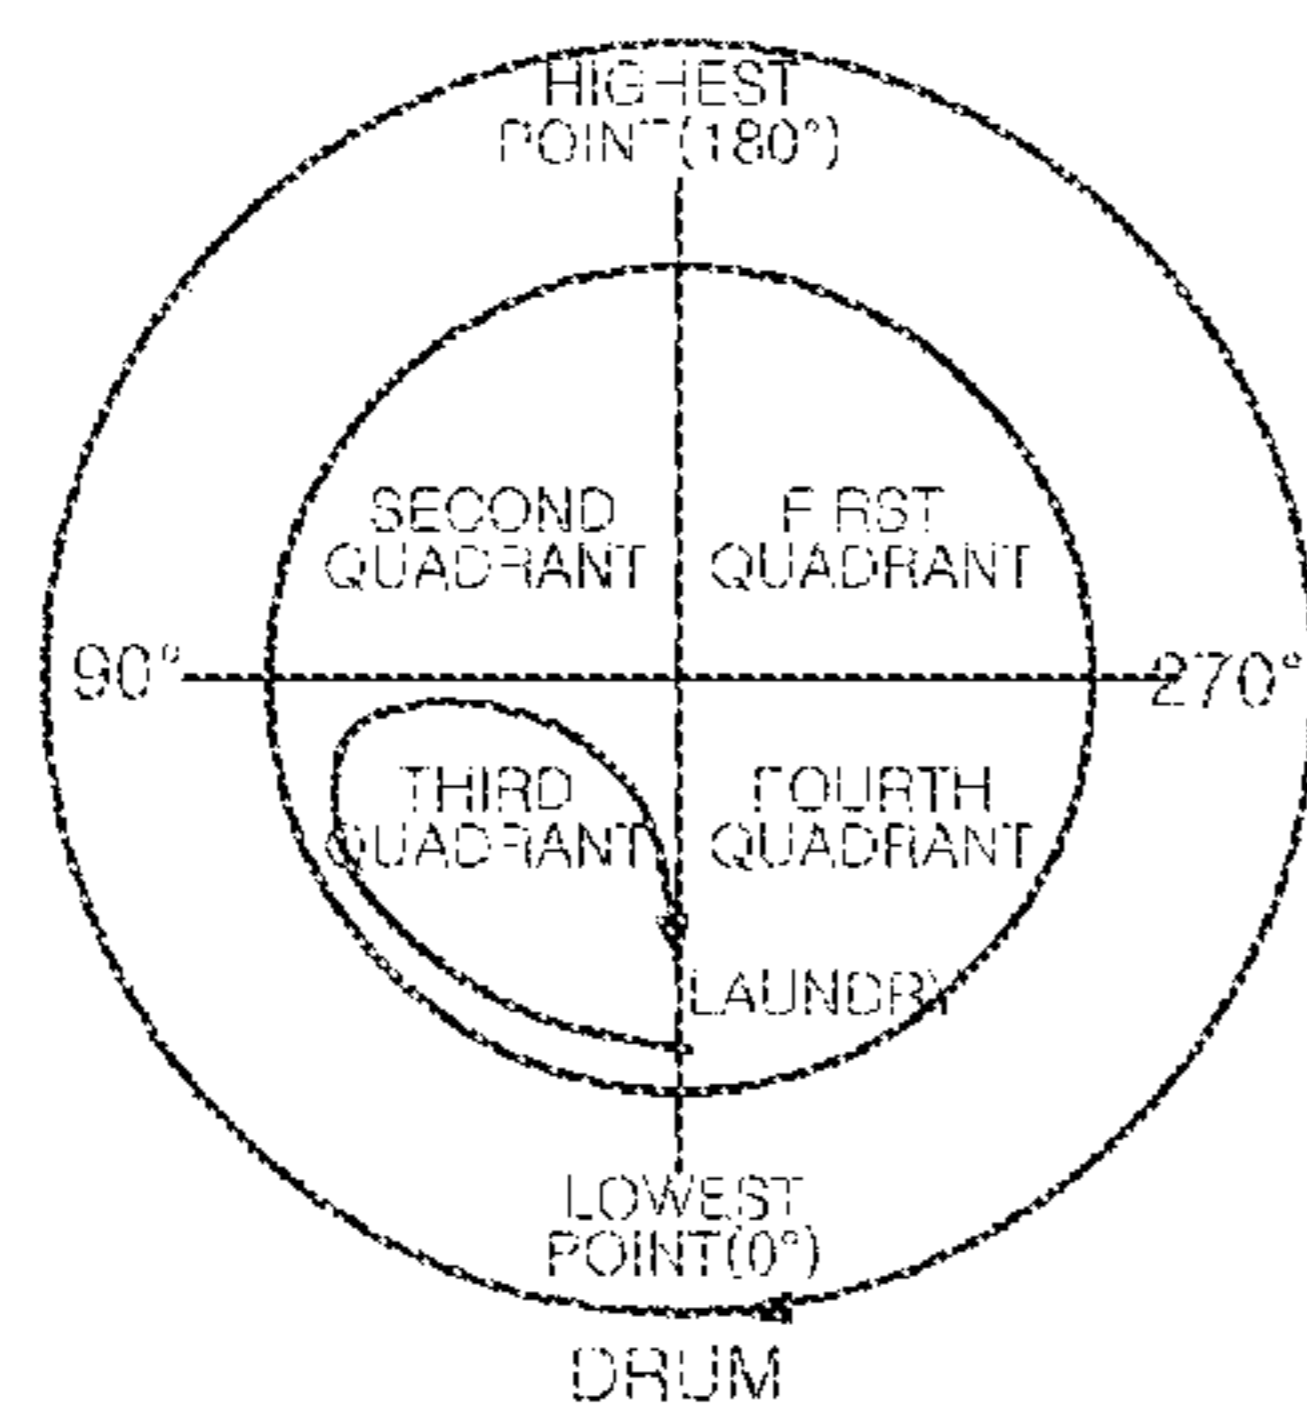 HIGHEST
POINT(180°)
SECOND
QUADRANT
FIRST
QUADRANT
90°
270°
THIRD
QUADRANT
FOURTH
QUADRANT
LAUNDRY
LOWEST
POINT(0°)
DRUM